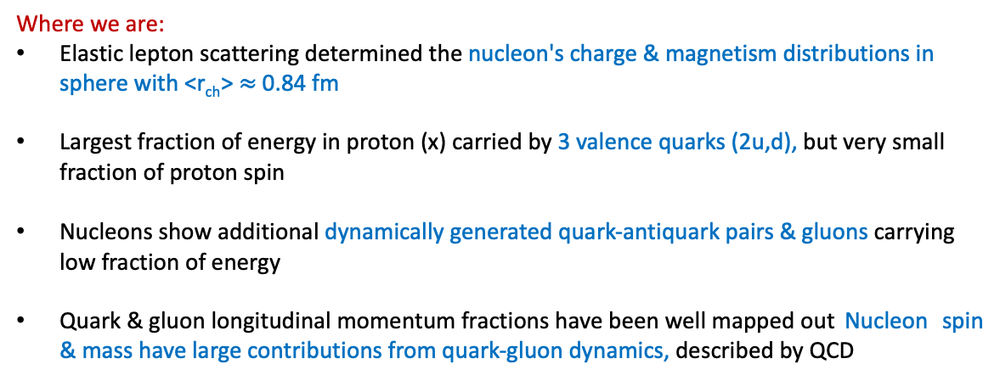 Where we are:
• Elastic lepton scattering determined the nucleon's charge & magnetism distributions in
sphere with <rch> ≈ 0.84 fm
• Largest fraction of energy in proton (x) carried by 3 valence quarks (2u,d), but very small
fraction of proton spin
• Nucleons show additional dynamically generated quark-antiquark pairs & gluons carrying
low fraction of energy
• Quark & gluon longitudinal momentum fractions have been well mapped out Nucleon spin
& mass have large contributions from quark-gluon dynamics, described by QCD